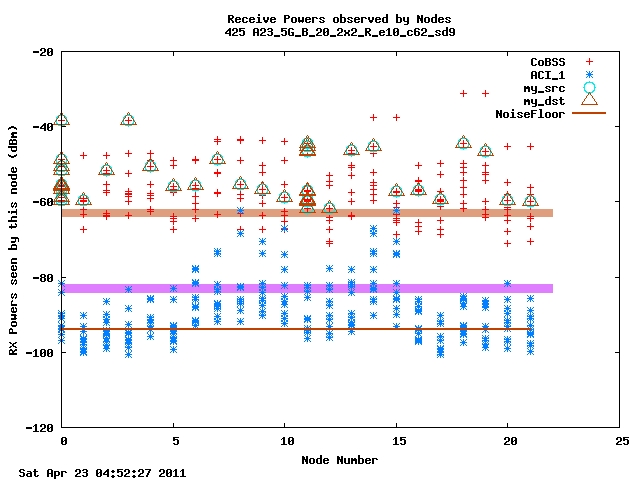 Receive Powers observed by Nodes
425 A23_5G_B_20_2x2_R_e10_c62_sd9
RX Powers seen by this node (dBm)
-20
-40
-60
-80
-100
-120
CoBSS
ACI_1
my_src
my_dst
NoiseFloor
0 5 10 15 20 25
Node Number
Sat Apr 23 04:52:27 2011